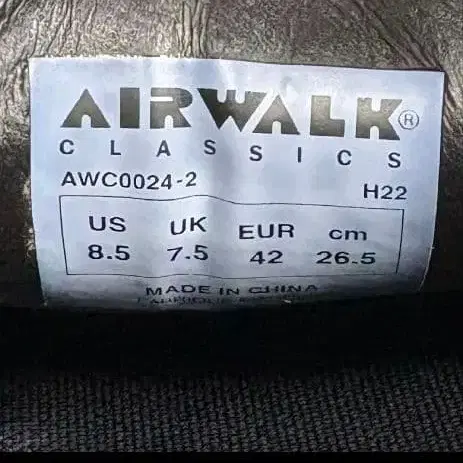 AIRWALK®
CLASSICS
AWC0024-2
H22
US UK EUR cm
8.5 7.5 42 26.5
MADE IN CHINA